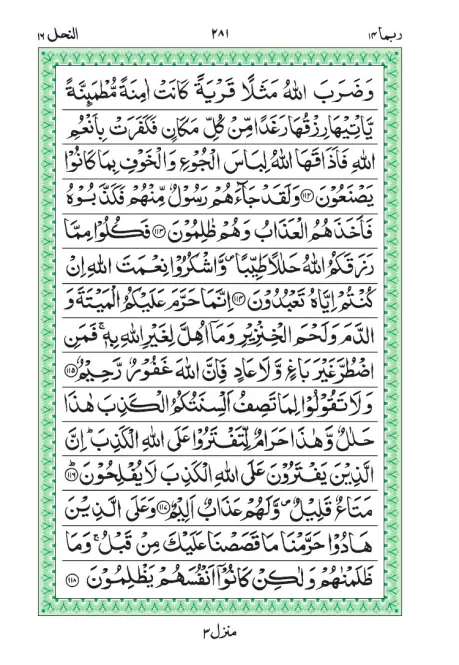 ربما ١٤ ٢٨١ النحل ١٦
وَضَرَبَ اللّٰهُ مَثَلًا قَرْيَةً كَانَتْ اٰمِنَةً مُّطْمَئِنَّةً
يَّاْتِيْهَا رِزْقُهَا رَغَدًا مِّنْ كُلِّ مَكَانٍ فَكَفَرَتْ بِاَنْعُمِ
اللّٰهِ فَاَذَاقَهَا اللّٰهُ لِبَاسَ الْجُوْعِ وَالْخَوْفِ بِمَا كَانُوْا
يَصْنَعُوْنَ ﴿١١٢﴾ وَلَقَدْ جَآءَهُمْ رَسُوْلٌ مِّنْهُمْ فَكَذَّبُوْهُ
فَاَخَذَهُمُ الْعَذَابُ وَهُمْ ظٰلِمُوْنَ ﴿١١٣﴾ فَكُلُوْا مِمَّا
رَزَقَكُمُ اللّٰهُ حَلٰلًا طَيِّبًا ۪ وَّاشْكُرُوْا نِعْمَتَ اللّٰهِ اِنْ
كُنْتُمْ اِيَّاهُ تَعْبُدُوْنَ ﴿١١٤﴾ اِنَّمَا حَرَّمَ عَلَيْكُمُ الْمَيْتَةَ وَ
الدَّمَ وَلَحْمَ الْخِنْزِيْرِ وَمَاۤ اُهِلَّ لِغَيْرِ اللّٰهِ بِهٖ ۚ فَمَنِ
اضْطُرَّ غَيْرَ بَاغٍ وَّلَا عَادٍ فَاِنَّ اللّٰهَ غَفُوْرٌ رَّحِيْمٌ ﴿١١٥﴾
وَلَا تَقُوْلُوْا لِمَا تَصِفُ اَلْسِنَتُكُمُ الْكَذِبَ هٰذَا
حَلٰلٌ وَّهٰذَا حَرَامٌ لِّتَفْتَرُوْا عَلَى اللّٰهِ الْكَذِبَ ؕ اِنَّ
الَّذِيْنَ يَفْتَرُوْنَ عَلَى اللّٰهِ الْكَذِبَ لَا يُفْلِحُوْنَ ﴿١١٦﴾
مَتَاعٌ قَلِيْلٌ ۪ وَّلَهُمْ عَذَابٌ اَلِيْمٌ ﴿١١٧﴾ وَعَلَى الَّذِيْنَ
هَادُوْا حَرَّمْنَا مَا قَصَصْنَا عَلَيْكَ مِنْ قَبْلُ ۚ وَمَا
ظَلَمْنٰهُمْ وَلٰكِنْ كَانُوْۤا اَنْفُسَهُمْ يَظْلِمُوْنَ ﴿١١٨﴾
منزل ٣